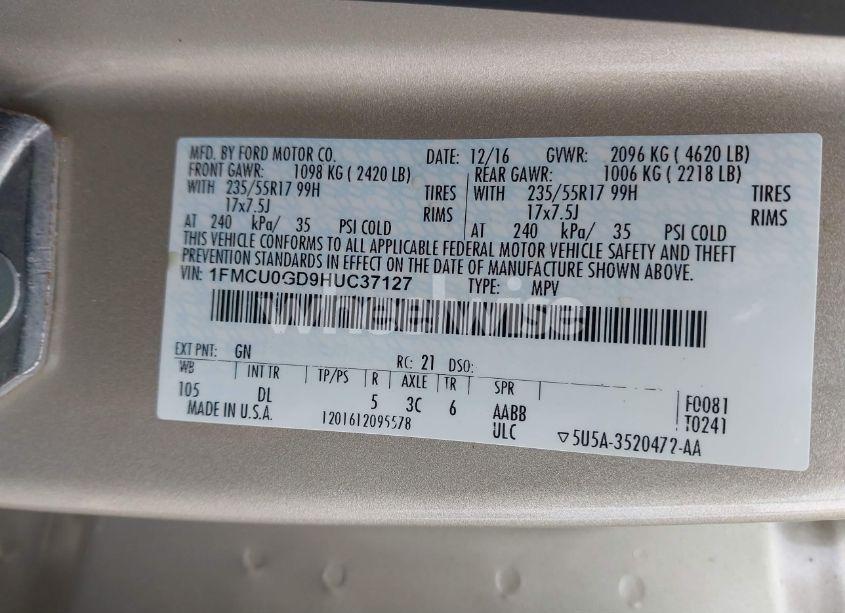 MFD. BY FORD MOTOR CO. DATE: 12/16 GVWR: 2096 KG ( 4620 LB)
FRONT GAWR: 1098 KG ( 2420 LB) REAR GAWR: 1006 KG ( 2218 LB)
WITH 235/55R17 99H TIRES WITH 235/55R17 99H TIRES
17x7.5J RIMS 17x7.5J RIMS
AT 240 kPa/ 35 PSI COLD AT 240 kPa/ 35 PSI COLD
THIS VEHICLE CONFORMS TO ALL APPLICABLE FEDERAL MOTOR VEHICLE SAFETY AND THEFT
PREVENTION STANDARDS IN EFFECT ON THE DATE OF MANUFACTURE SHOWN ABOVE.
VIN: 1FMCU0GD9HUC37127 TYPE: MPV
wheelwise
EXT PNT: GN RC: 21 DSO:
WB INT TR TP/PS R AXLE TR SPR
105 DL 5 3C 6 AABB F0081
MADE IN U.S.A. 1201612095578 ULC T0241
▽5U5A-3520472-AA